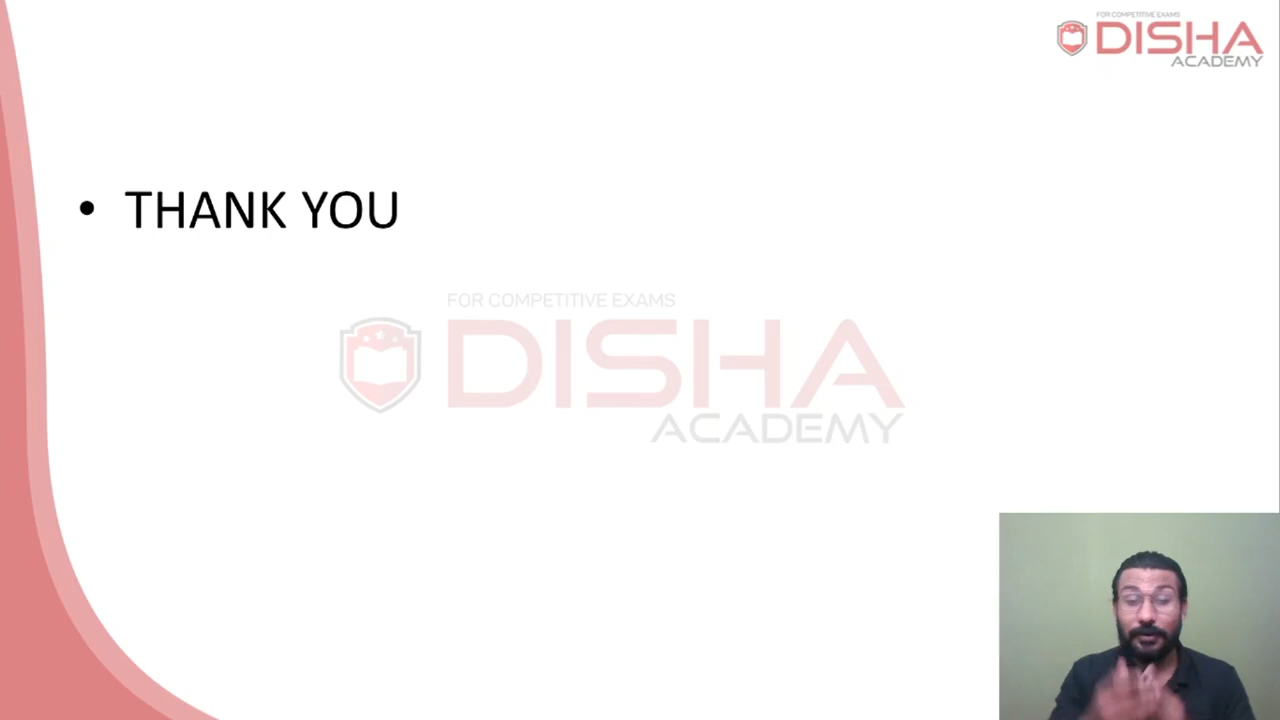 FOR COMPETITIVE EXAMS
DISHA
ACADEMY
• THANK YOU
FOR COMPETITIVE EXAMS
DISHA
ACADEMY